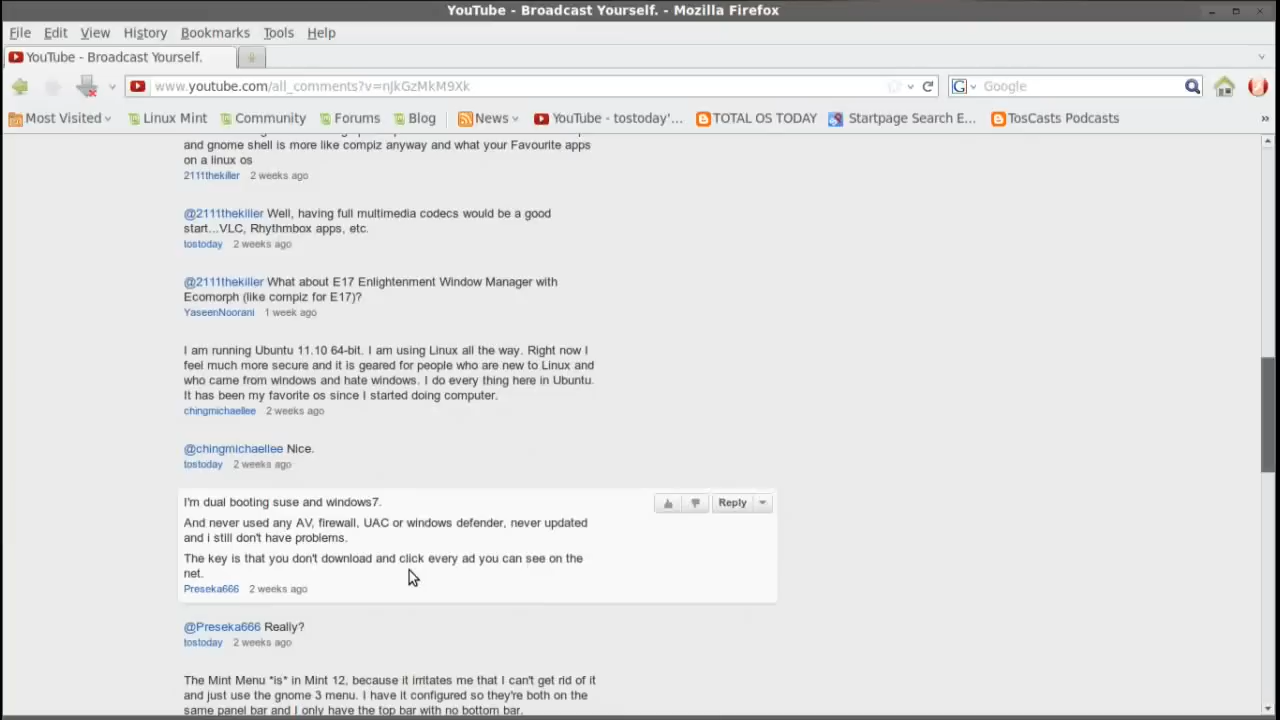 YouTube - Broadcast Yourself. - Mozilla Firefox
File Edit View History Bookmarks Tools Help
YouTube - Broadcast Yourself.
www.youtube.com/all_comments?v=nJkGzMkM9Xk
Google
Most Visited Linux Mint Community Forums Blog News YouTube - tostoday'... TOTAL OS TODAY Startpage Search E... TosCasts Podcasts »
and gnome shell is more like compiz anyway and what your Favourite apps
on a linux os
2111thekiller 2 weeks ago
@2111thekiller Well, having full multimedia codecs would be a good
start...VLC, Rhythmbox apps, etc.
tostoday 2 weeks ago
@2111thekiller What about E17 Enlightenment Window Manager with
Ecomorph (like compiz for E17)?
YaseenNoorani 1 week ago
I am running Ubuntu 11.10 64-bit. I am using Linux all the way. Right now I
feel much more secure and it is geared for people who are new to Linux and
who came from windows and hate windows. I do every thing here in Ubuntu.
It has been my favorite os since I started doing computer.
chingmichaellee 2 weeks ago
@chingmichaellee Nice.
tostoday 2 weeks ago
I'm dual booting suse and windows7.
Reply
And never used any AV, firewall, UAC or windows defender, never updated
and i still don't have problems.
The key is that you don't download and click every ad you can see on the
net.
Preseka666 2 weeks ago
@Preseka666 Really?
tostoday 2 weeks ago
The Mint Menu *is* in Mint 12, because it irritates me that I can't get rid of it
and just use the gnome 3 menu. I have it configured so they're both on the
same panel bar and I only have the top bar with no bottom bar.